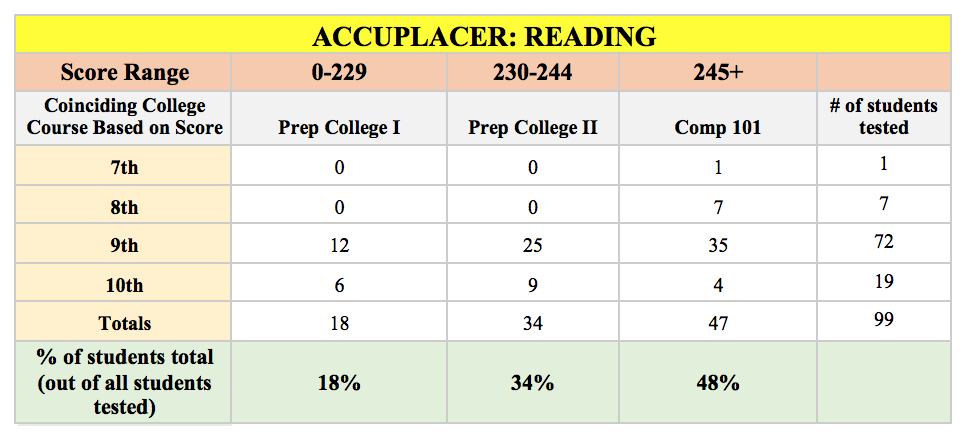 ACCUPLACER: READING
Score Range 0-229 230-244 245+
Coinciding College
Course Based on Score Prep College I Prep College II Comp 101 # of students
tested
7th 0 0 1 1
8th 0 0 7 7
9th 12 25 35 72
10th 6 9 4 19
Totals 18 34 47 99
% of students total
(out of all students
tested) 18% 34% 48%